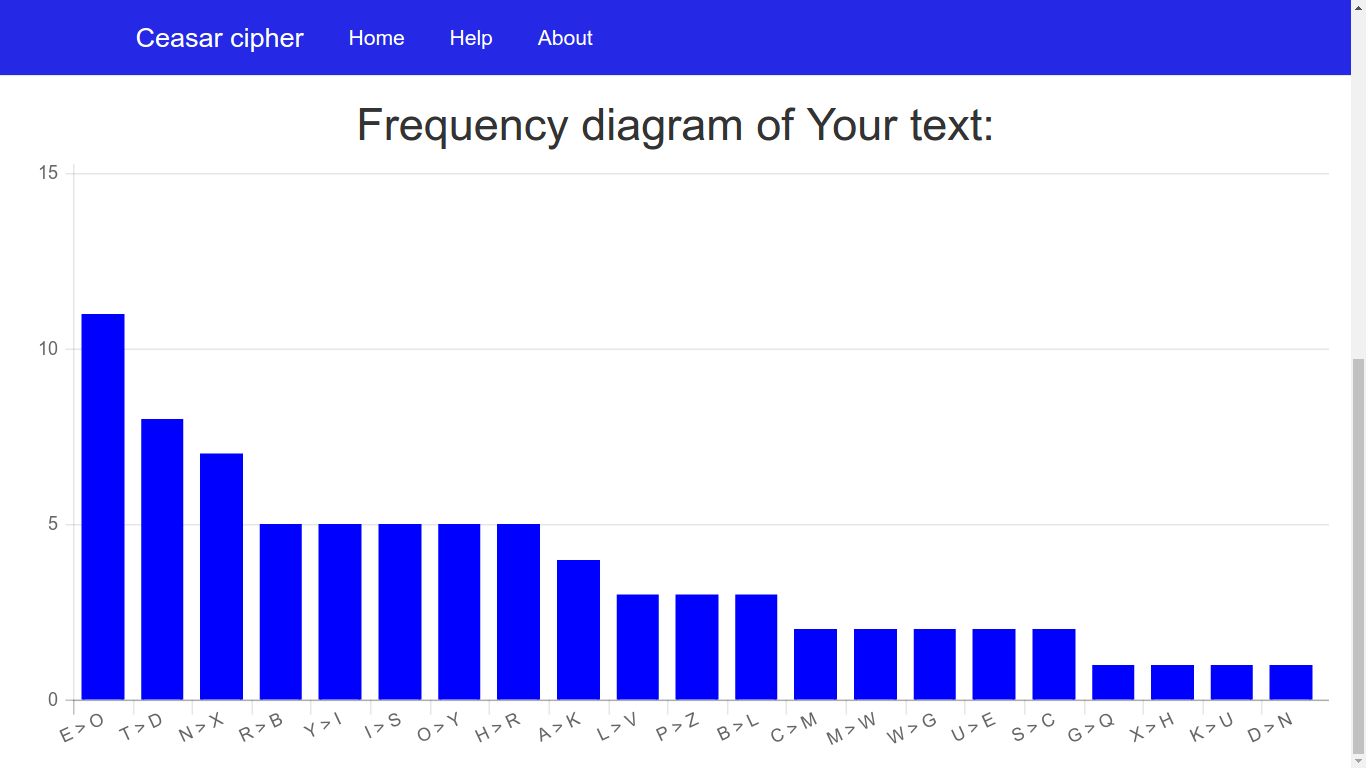 Ceasar cipher Home Help About
Frequency diagram of Your text:
15
10
5
0
E > O T > D N > X R > B Y > I I > S O > Y H > R A > K L > V P > Z B > L C > M M > W W > G U > E S > C G > Q X > H K > U D > N